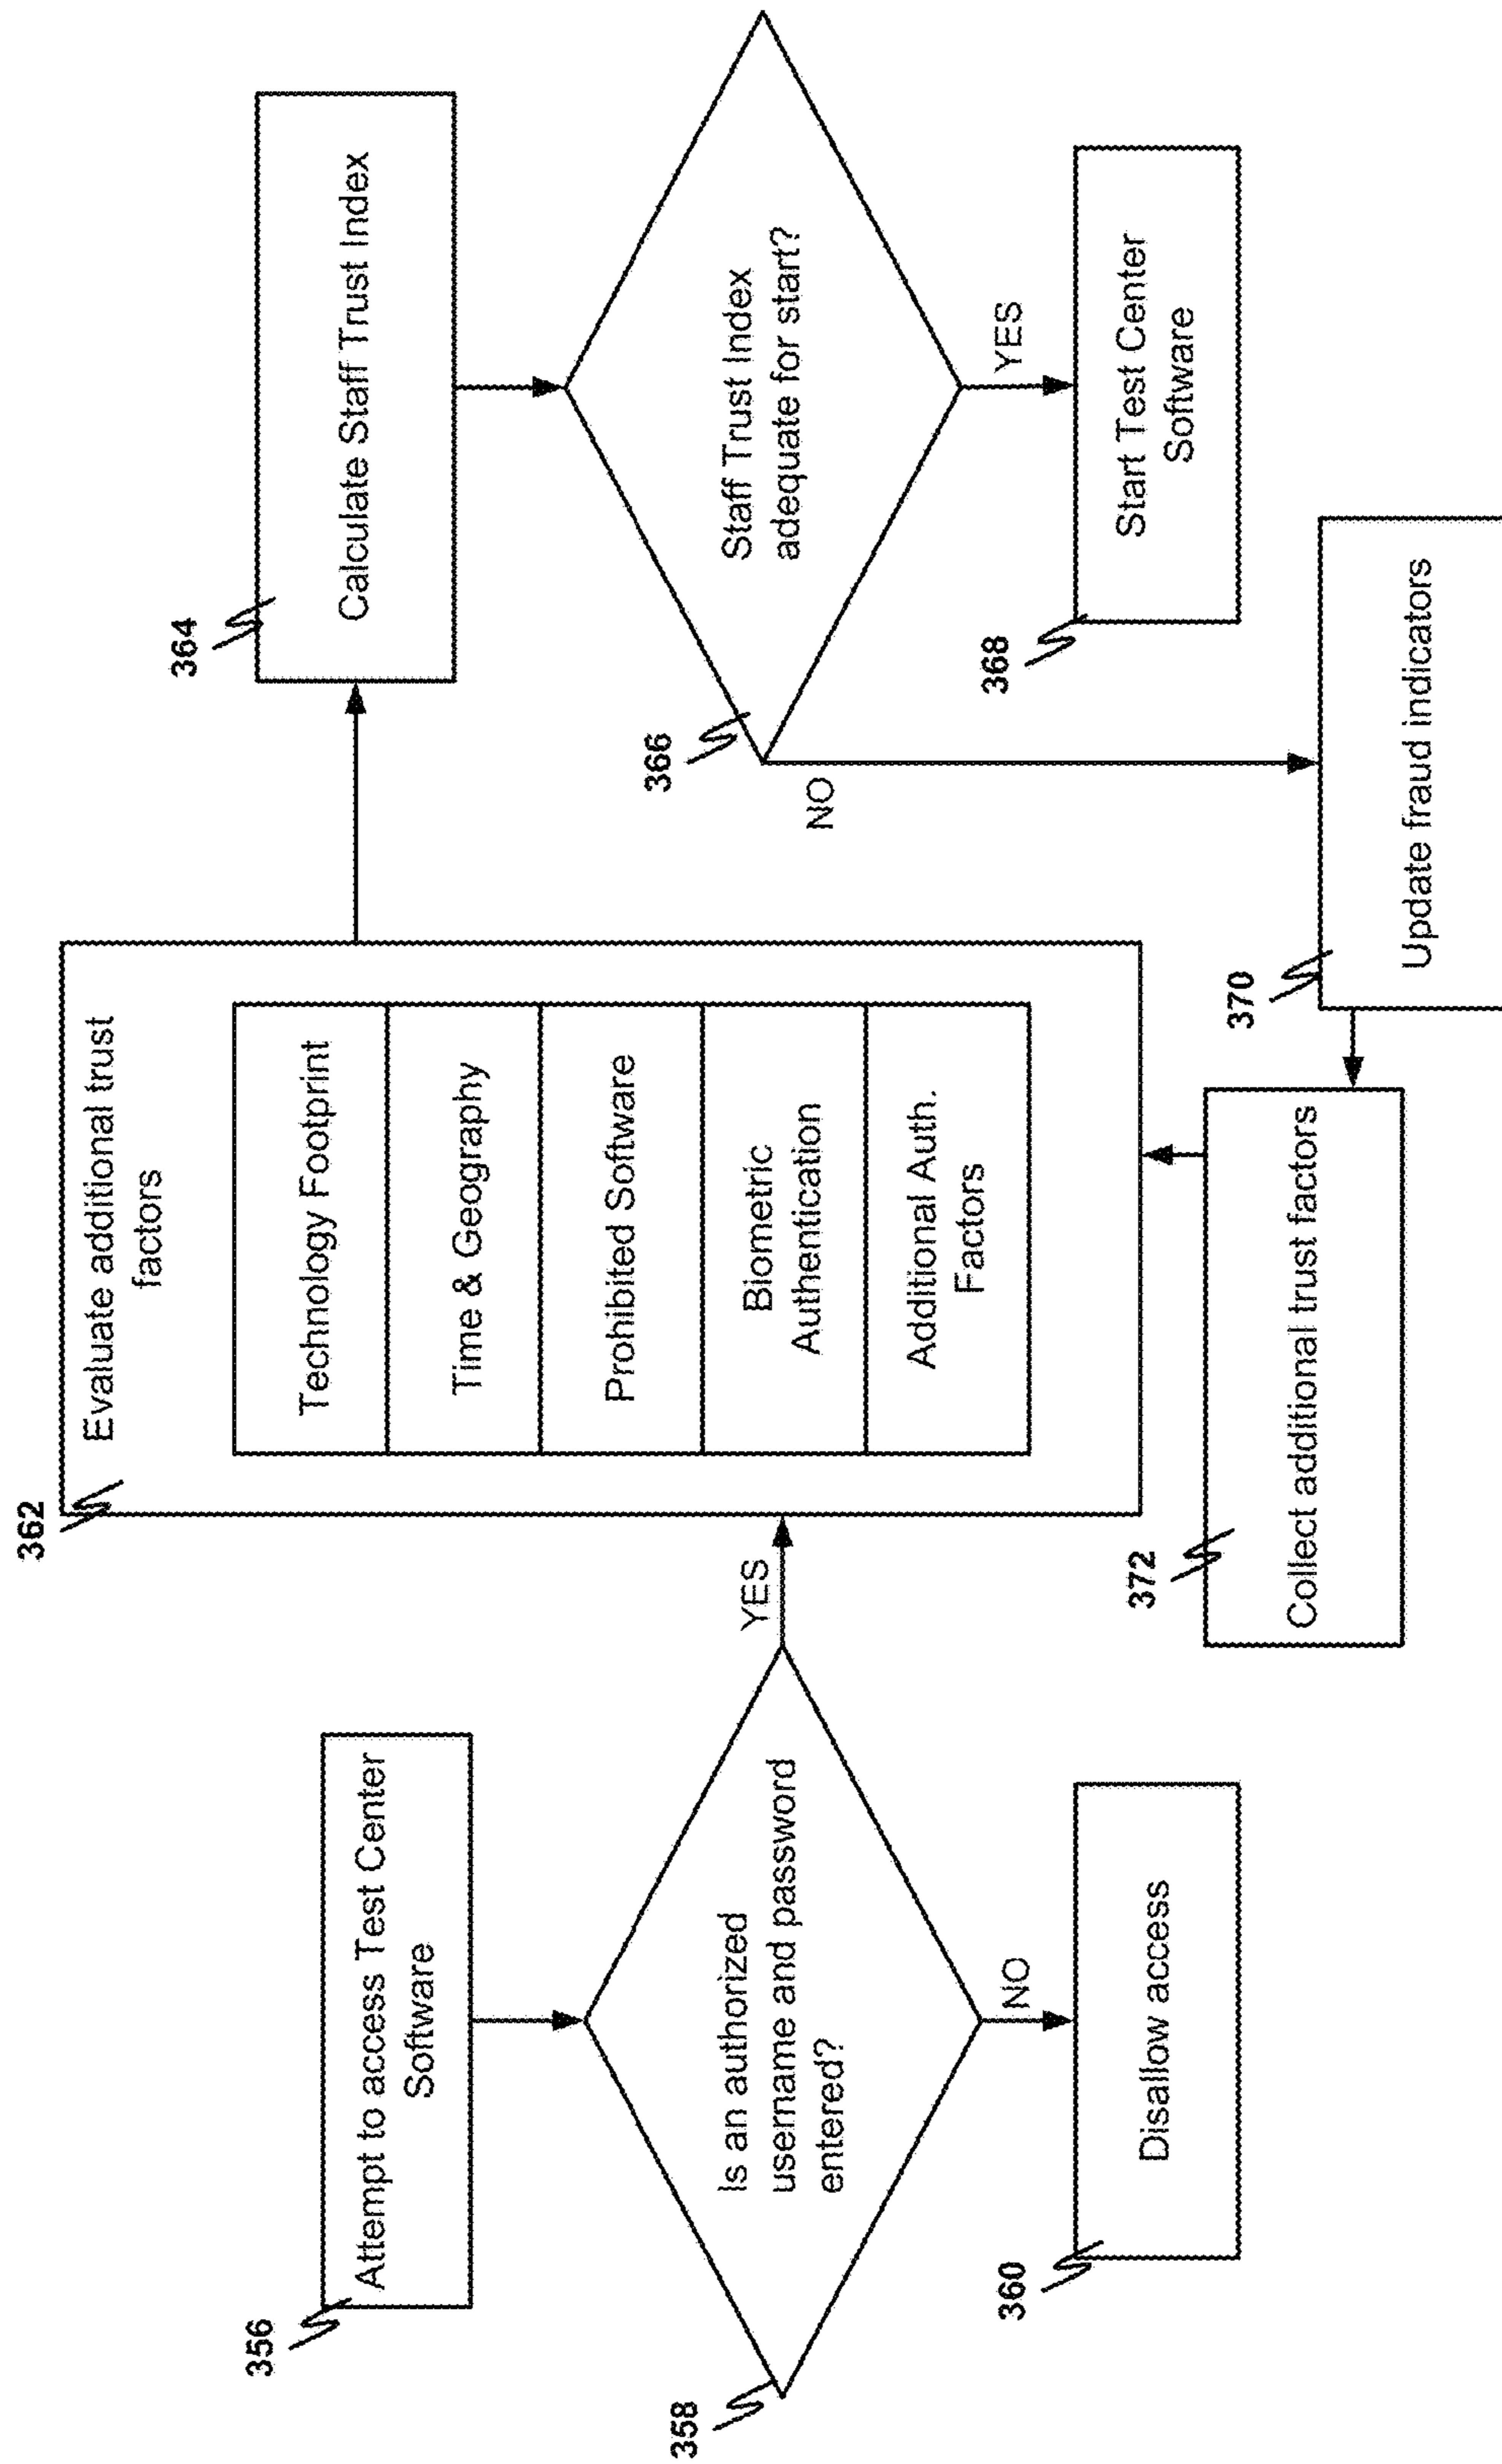 356
Attempt to access Test Center
Software
358
Is an authorized
username and password
entered?
YES
NO
360
Disallow access
362
Evaluate additional trust
factors
Technology Footprint
Time & Geography
Prohibited Software
Biometric
Authentication
Additional Auth.
Factors
372
Collect additional trust factors
364
Calculate Staff Trust Index
366
Staff Trust Index
adequate for start?
NO
YES
368
Start Test Center
Software
370
Update fraud indicators